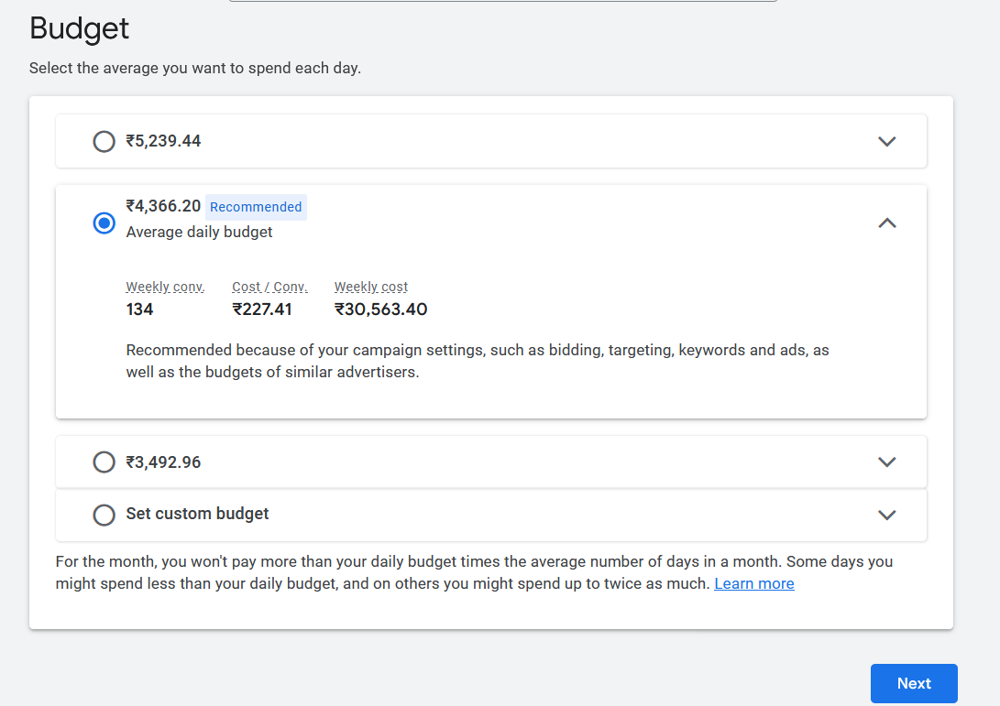 Budget
Select the average you want to spend each day.
₹5,239.44
₹4,366.20 Recommended
Average daily budget
Weekly conv. Cost / Conv. Weekly cost
134 ₹227.41 ₹30,563.40
Recommended because of your campaign settings, such as bidding, targeting, keywords and ads, as
well as the budgets of similar advertisers.
₹3,492.96
Set custom budget
For the month, you won't pay more than your daily budget times the average number of days in a month. Some days you
might spend less than your daily budget, and on others you might spend up to twice as much. Learn more
Next